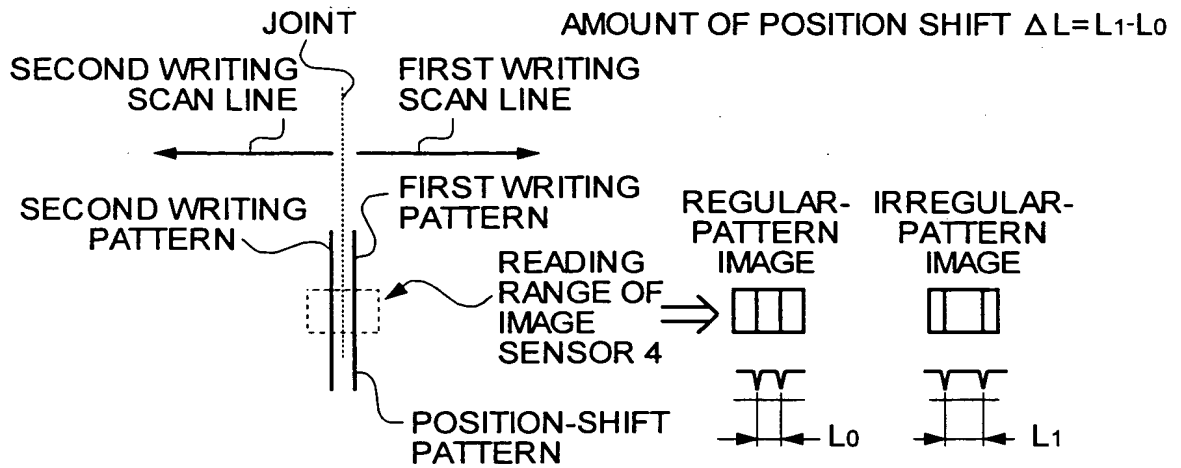 JOINT
AMOUNT OF POSITION SHIFT ΔL=L1-L0
SECOND WRITING
SCAN LINE
FIRST WRITING
SCAN LINE
SECOND WRITING
PATTERN
FIRST WRITING
PATTERN
READING
RANGE OF
IMAGE
SENSOR 4
POSITION-SHIFT
PATTERN
REGULAR-
PATTERN
IMAGE
IRREGULAR-
PATTERN
IMAGE
L0
L1